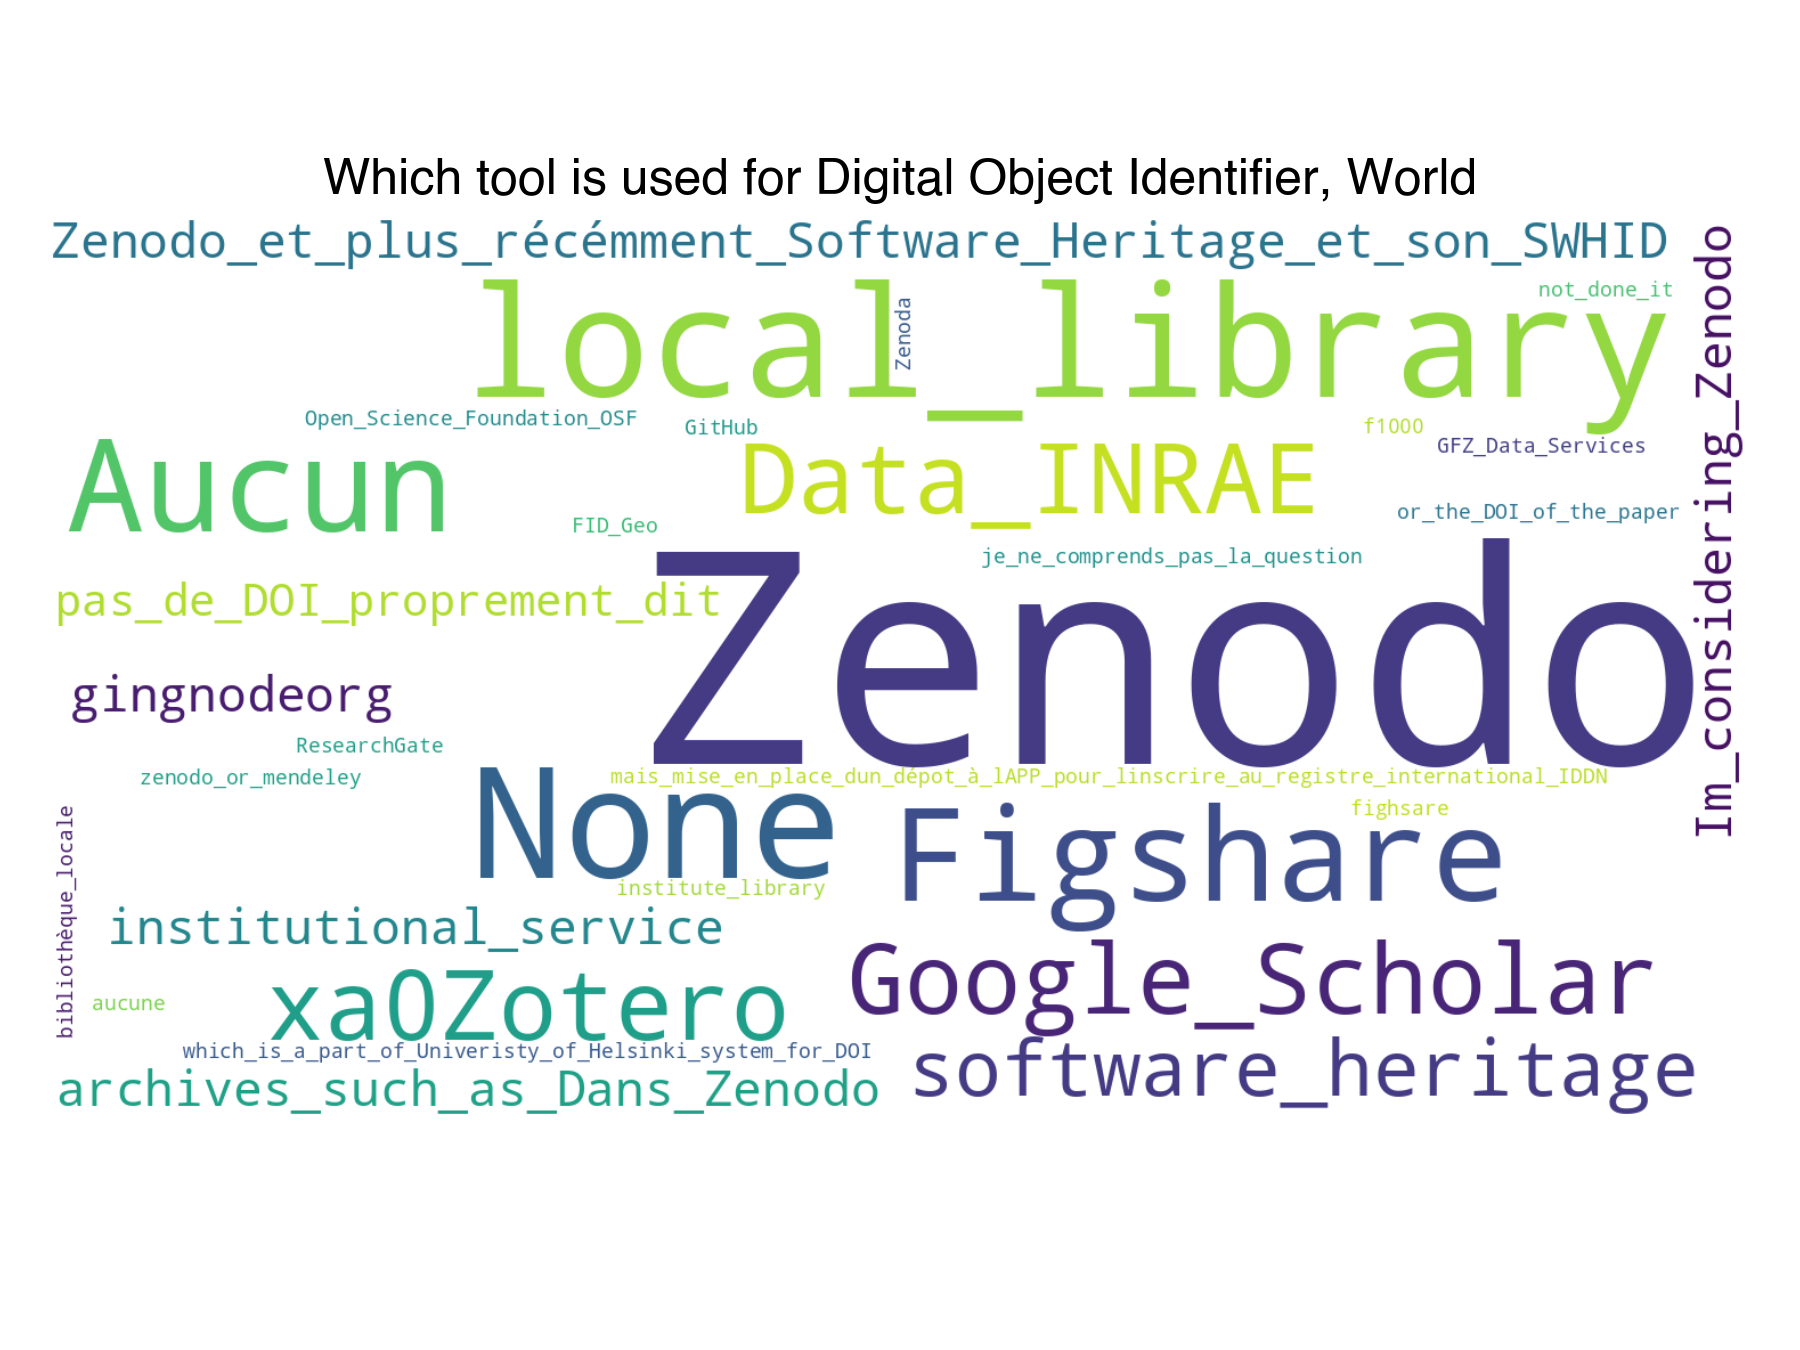 Which tool is used for Digital Object Identifier, World
Zenodo_et_plus_récémment_Software_Heritage_et_son_SWHID
Im_considering_Zenodo
local_library
Zenoda
not_done_it
Open_Science_Foundation_OSF
GitHub
f1000
GFZ_Data_Services
Aucun
Data_INRAE
FID_Geo
or_the_DOI_of_the_paper
je_ne_comprends_pas_la_question
pas_de_DOI_proprement_dit
Zenodo
gingnodeorg
ResearchGate
zenodo_or_mendeley
mais_mise_en_place_dun_dépot_à_lAPP_pour_linscrire_au_registre_international_IDDN
None
fighsare
Figshare
bibliothèque_locale
institute_library
institutional_service
xa0Zotero
Google_Scholar
aucune
which_is_a_part_of_Univeristy_of_Helsinki_system_for_DOI
software_heritage
archives_such_as_Dans_Zenodo